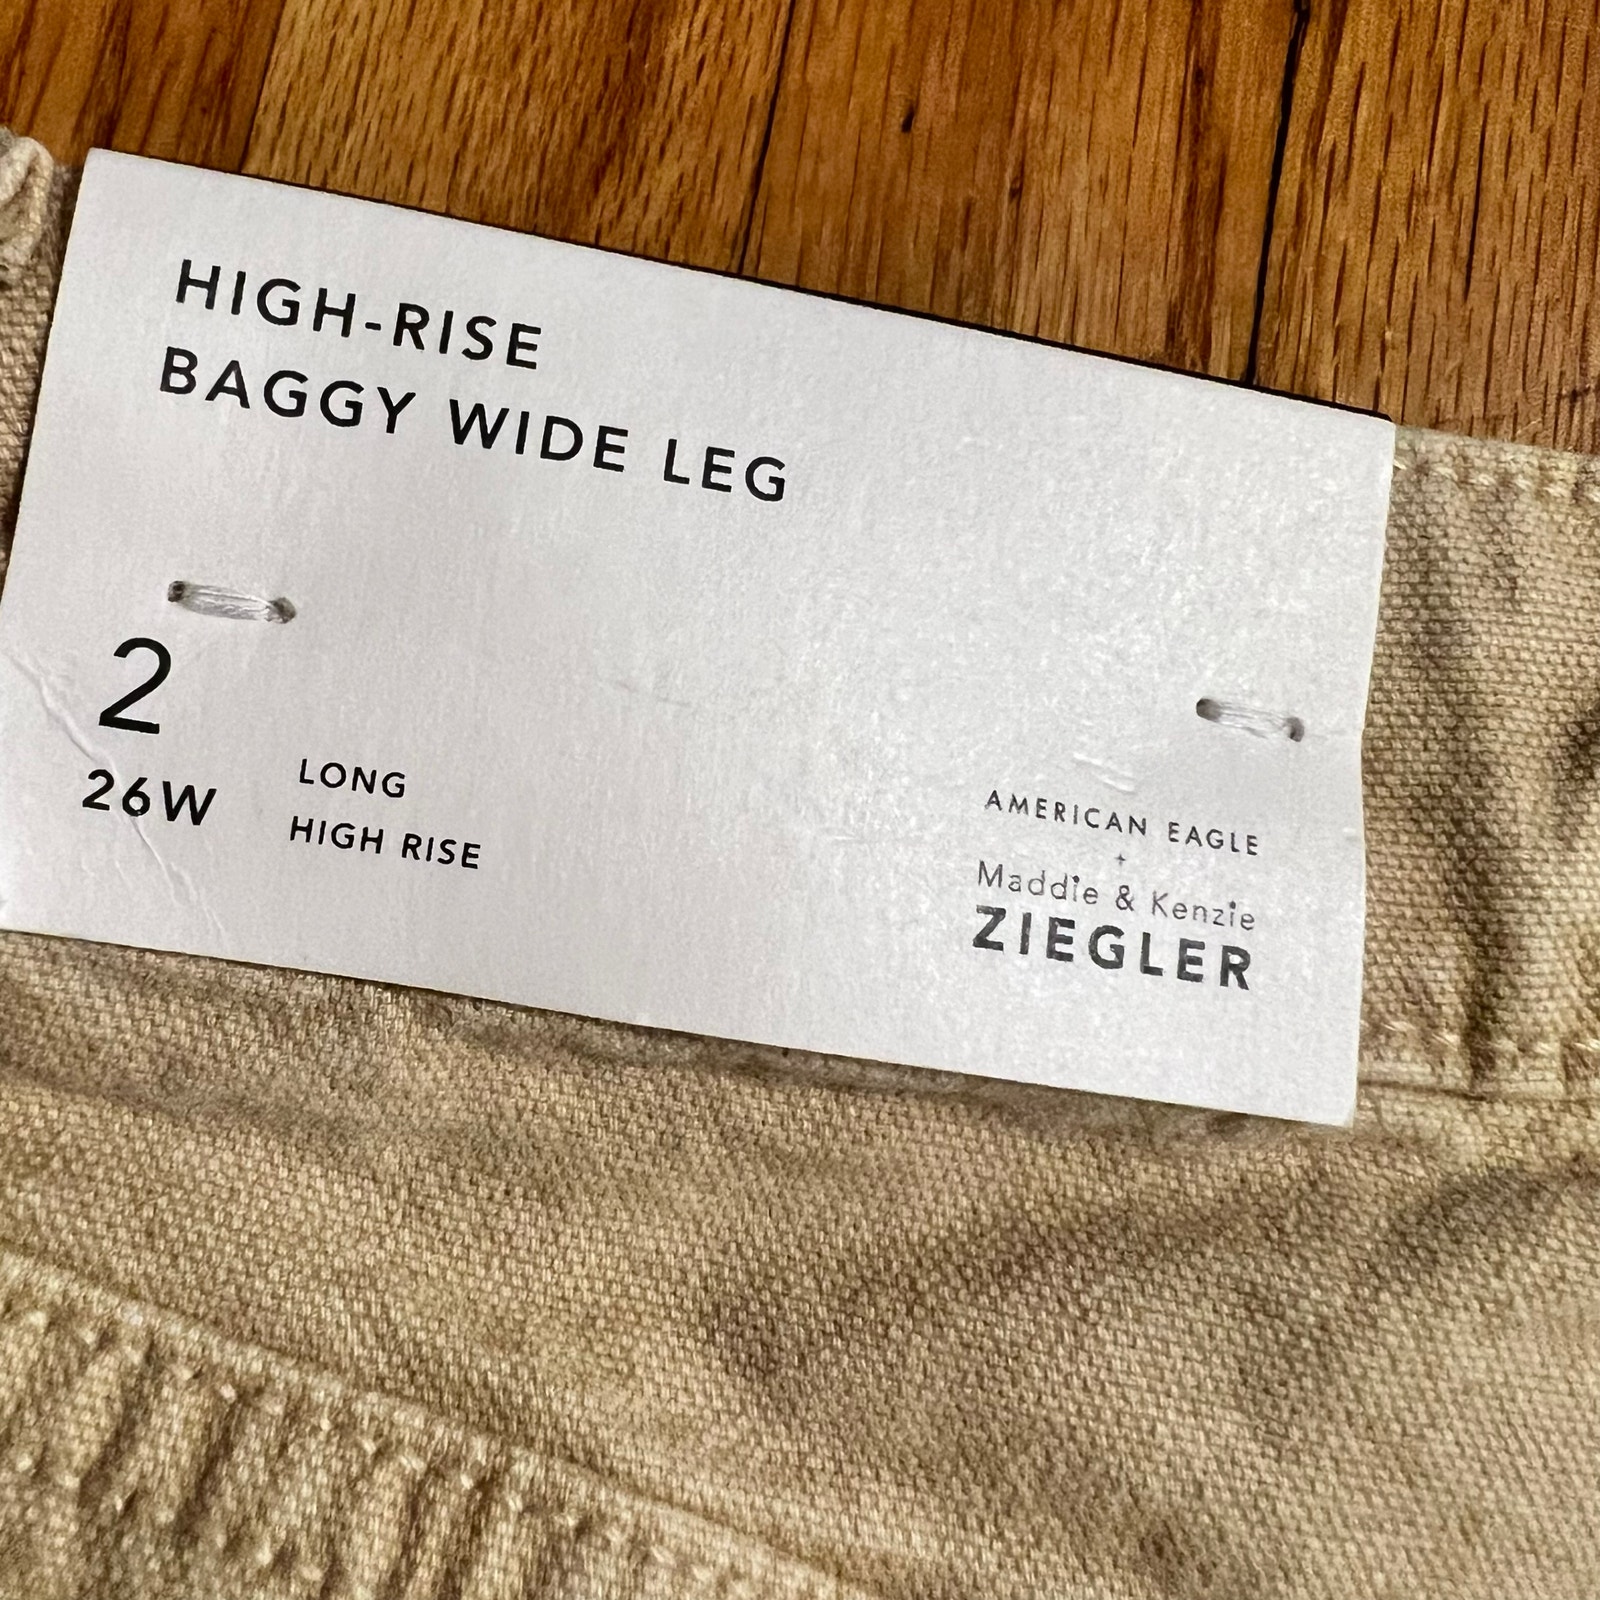 HIGH-RISE
BAGGY WIDE LEG
2
26W
LONG
HIGH RISE
AMERICAN EAGLE
+
Maddie & Kenzie
ZIEGLER